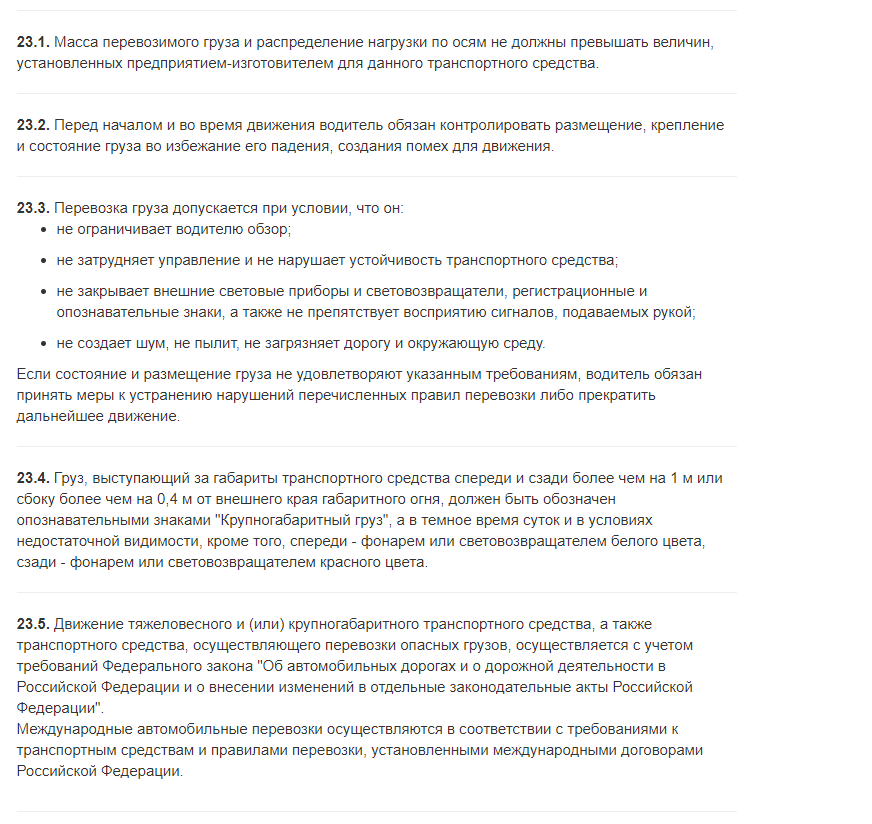 23.1. Масса перевозимого груза и распределение нагрузки по осям не должны превышать величин,
установленных предприятием-изготовителем для данного транспортного средства.
23.2. Перед началом и во время движения водитель обязан контролировать размещение, крепление
и состояние груза во избежание его падения, создания помех для движения.
23.3. Перевозка груза допускается при условии, что он:
• не ограничивает водителю обзор;
• не затрудняет управление и не нарушает устойчивость транспортного средства;
• не закрывает внешние световые приборы и световозвращатели, регистрационные и
опознавательные знаки, а также не препятствует восприятию сигналов, подаваемых рукой;
• не создает шум, не пылит, не загрязняет дорогу и окружающую среду.
Если состояние и размещение груза не удовлетворяют указанным требованиям, водитель обязан
принять меры к устранению нарушений перечисленных правил перевозки либо прекратить
дальнейшее движение.
23.4. Груз, выступающий за габариты транспортного средства спереди и сзади более чем на 1 м или
сбоку более чем на 0,4 м от внешнего края габаритного огня, должен быть обозначен
опознавательными знаками "Крупногабаритный груз", а в темное время суток и в условиях
недостаточной видимости, кроме того, спереди - фонарем или световозвращателем белого цвета,
сзади - фонарем или световозвращателем красного цвета.
23.5. Движение тяжеловесного и (или) крупногабаритного транспортного средства, а также
транспортного средства, осуществляющего перевозки опасных грузов, осуществляется с учетом
требований Федерального закона "Об автомобильных дорогах и о дорожной деятельности в
Российской Федерации и о внесении изменений в отдельные законодательные акты Российской
Федерации".
Международные автомобильные перевозки осуществляются в соответствии с требованиями к
транспортным средствам и правилами перевозки, установленными международными договорами
Российской Федерации.